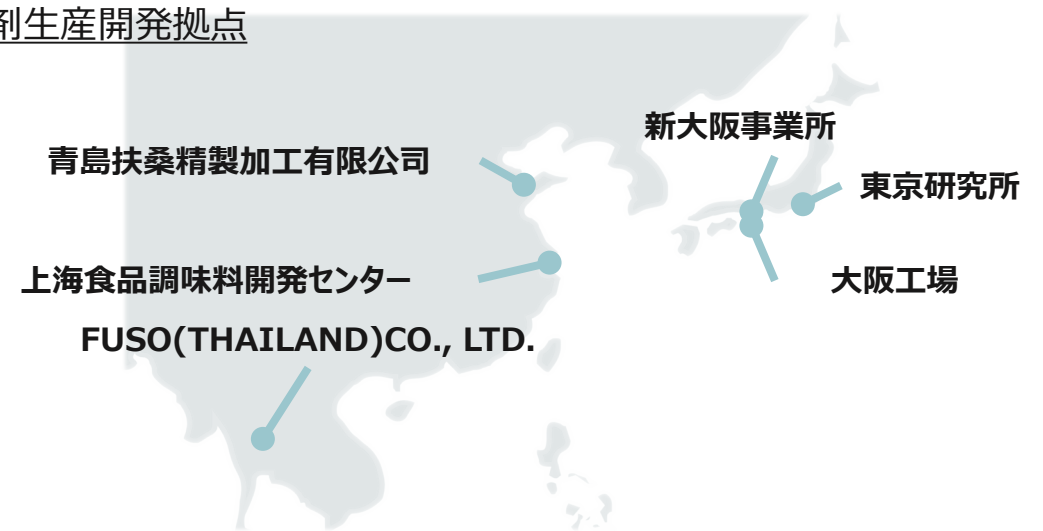 剤生産開発拠点
新大阪事業所
青島扶桑精製加工有限公司
東京研究所
上海食品調味料開発センター
大阪工場
FUSO(THAILAND)CO., LTD.